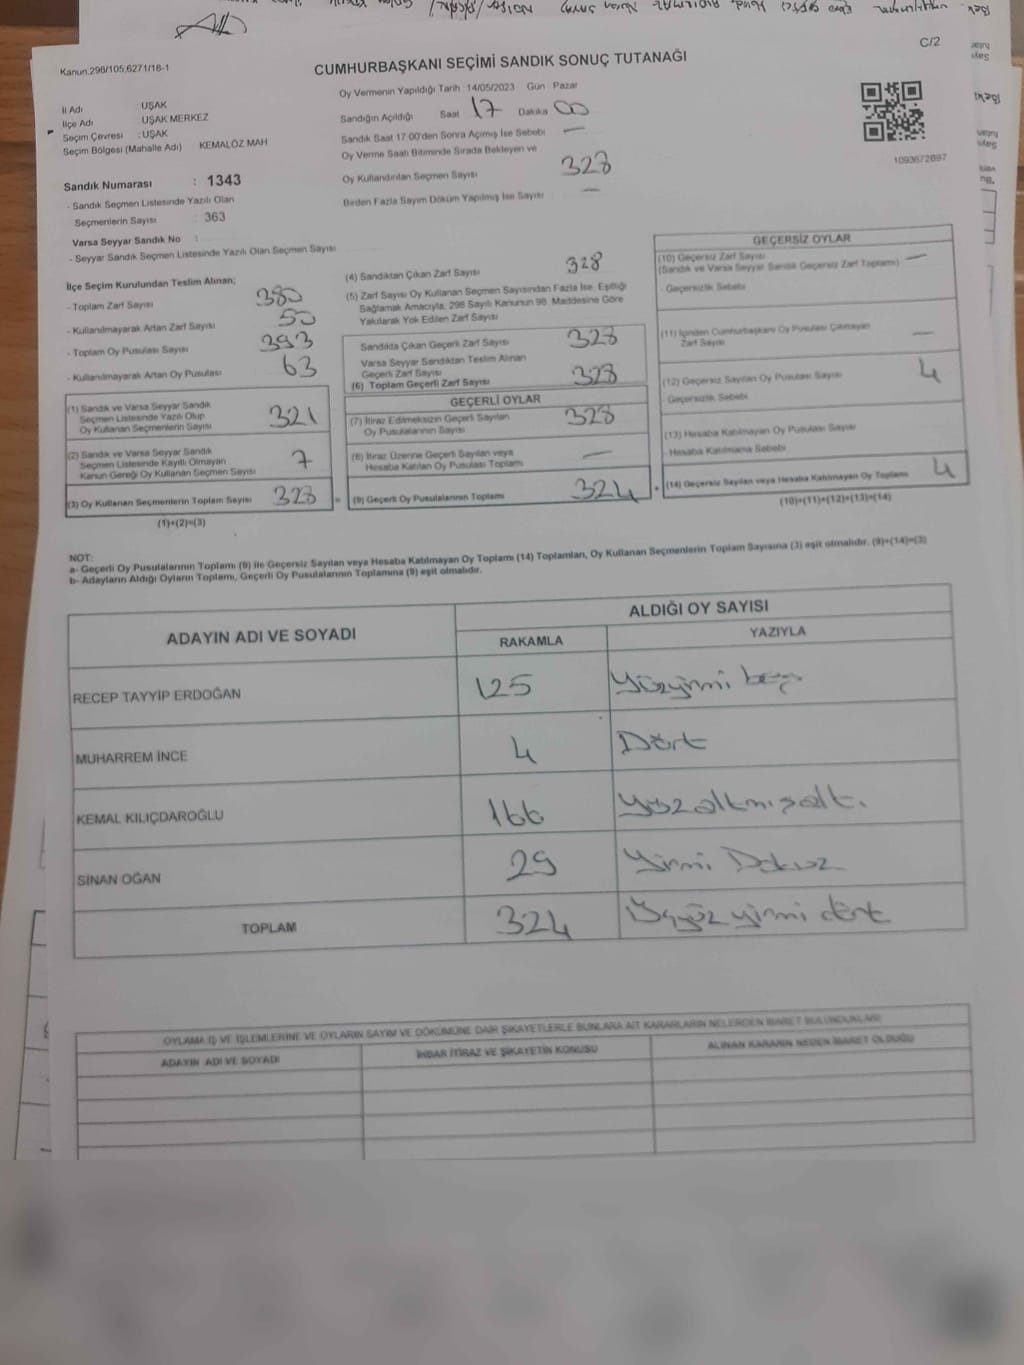 C/2
Kanun:298/105,6271/18-1
CUMHURBAŞKANI SEÇİMİ SANDIK SONUÇ TUTANAĞI
İl Adı UŞAK
İlçe Adı UŞAK MERKEZ
Seçim Çevresi : UŞAK
Seçim Bölgesi (Mahalle Adı) KEMALÖZ MAH
Oy Vermenin Yapıldığı Tarih 14/05/2023 Gün : Pazar
Sandığın Açıldığı Saat 17 Dakika 00
Sandık Saat 17.00'den Sonra Açımış İse Sebebi —
Oy Verme Saati Bitiminde Sırada Bekleyen ve
Oy Kullandırılan Seçmen Sayısı 328
Birden Fazla Sayım Döküm Yapılmış İse Sayısı —
1093672697
Sandık Numarası : 1343
- Sandık Seçmen Listesinde Yazılı Olan
Seçmenlerin Sayısı : 363
Varsa Seyyar Sandık No :
- Seyyar Sandık Seçmen Listesinde Yazılı Olan Seçmen Sayısı
İlçe Seçim Kurulundan Teslim Alınan;
- Toplam Zarf Sayısı 380
- Kullanılmayarak Artan Zarf Sayısı 50
- Toplam Oy Pusulası Sayısı 393
- Kullanılmayarak Artan Oy Pusulası 63
(1) Sandık ve Varsa Seyyar Sandık
Seçmen Listesinde Yazılı Olup
Oy Kullanan Seçmenlerin Sayısı 321
(2) Sandık ve Varsa Seyyar Sandık
Seçmen Listesinde Kayıtlı Olmayan
Kanun Gereği Oy Kullanan Seçmen Sayısı 7
(3) Oy Kullanan Seçmenlerin Toplam Sayısı 328 =
(1)+(2)=(3)
(4) Sandıktan Çıkan Zarf Sayısı 328
(5) Zarf Sayısı Oy Kullanan Seçmen Sayısından Fazla İse, Eşitliği
Sağlamak Amacıyla, 298 Sayılı Kanunun 98. Maddesine Göre
Yakılarak Yok Edilen Zarf Sayısı
Sandıkta Çıkan Geçerli Zarf Sayısı 328
Varsa Seyyar Sandıktan Teslim Alınan
Geçerli Zarf Sayısı
(6) Toplam Geçerli Zarf Sayısı 328
GEÇERLİ OYLAR
(7) İtiraz Edilmeksizin Geçerli Sayılan
Oy Pusulalarının Sayısı 328
(8) İtiraz Üzerine Geçerli Sayılan veya
Hesaba Katılan Oy Pusulası Toplamı —
(9) Geçerli Oy Pusulalarının Toplamı 324 +
GEÇERSİZ OYLAR
(10) Geçersiz Zarf Sayısı
(Sandık ve Varsa Seyyar Sandık Geçersiz Zarf Toplamı) —
- Geçersizlik Sebebi
(11) İçinden Cumhurbaşkanı Oy Pusulası Çıkmayan
Zarf Sayısı —
(12) Geçersiz Sayılan Oy Pusulası Sayısı 4
- Geçersizlik Sebebi
(13) Hesaba Katılmayan Oy Pusulası Sayısı
- Hesaba Katılmama Sebebi
(14) Geçersiz Sayılan veya Hesaba Katılmayan Oy Toplamı 4
(10)+(11)+(12)+(13)=(14)
NOT:
a- Geçerli Oy Pusulalarının Toplamı (9) ile Geçersiz Sayılan veya Hesaba Katılmayan Oy Toplamı (14) Toplamları, Oy Kullanan Seçmenlerin Toplam Sayısına (3) eşit olmalıdır. (9)+(14)=(3)
b- Adayların Aldığı Oyların Toplamı, Geçerli Oy Pusulalarının Toplamına (9) eşit olmalıdır.
ADAYIN ADI VE SOYADI
ALDIĞI OY SAYISI
RAKAMLA YAZIYLA
RECEP TAYYİP ERDOĞAN 125 Yüzyirmi beş
MUHARREM İNCE 4 Dört
KEMAL KILIÇDAROĞLU 166 Yüzaltmışaltı
SİNAN OĞAN 29 Yirmi Dokuz
TOPLAM 324 Üçyüz yirmi dört
OYLAMA İŞ VE İŞLEMLERİNE VE OYLARIN SAYIM VE DÖKÜMÜNE DAİR ŞİKAYETLERLE BUNLARA AİT KARARLARIN NELERDEN İBARET BULUNDUKLARI
ADAYIN ADI VE SOYADI
İHBAR İTİRAZ VE ŞİKAYETİN KONUSU
ALINAN KARARIN NEDEN İBARET OLDUĞU